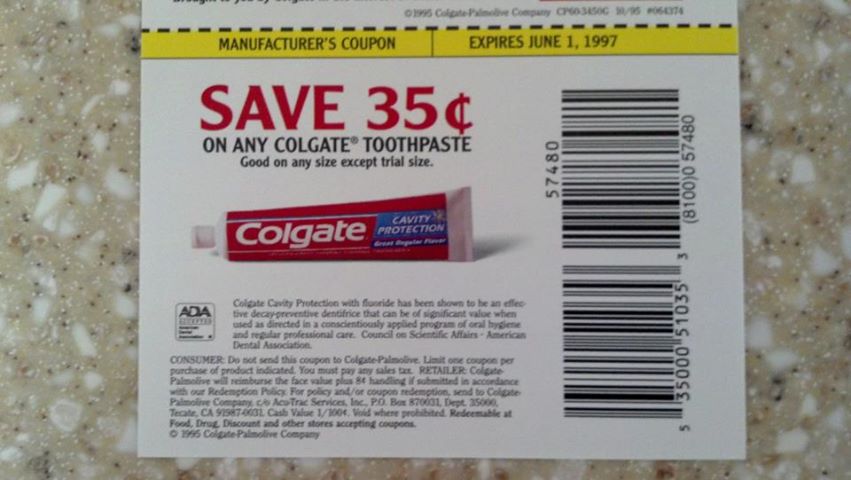 ©1995 Colgate-Palmolive Company CP60-3450G 10/95 #064374
MANUFACTURER'S COUPON EXPIRES JUNE 1, 1997
SAVE 35¢
ON ANY COLGATE® TOOTHPASTE
Good on any size except trial size.
Colgate
CAVITY
PROTECTION
Great Regular Flavor
57480
(8100)0 57480
3
5 35000 51035
ADA
ACCEPTED
American
Dental
Association
Colgate Cavity Protection with fluoride has been shown to be an effec-
tive decay-preventive dentifrice that can be of significant value when
used as directed in a conscientiously applied program of oral hygiene
and regular professional care. Council on Scientific Affairs - American
Dental Association.
CONSUMER: Do not send this coupon to Colgate-Palmolive. Limit one coupon per
purchase of product indicated. You must pay any sales tax. RETAILER: Colgate-
Palmolive will reimburse the face value plus 8¢ handling if submitted in accordance
with our Redemption Policy. For policy and/or coupon redemption, send to Colgate-
Palmolive Company, c/o AcuTrac Services, Inc., P.O. Box 870031, Dept. 35000,
Tecate, CA 91987-0031. Cash Value 1/100¢. Void where prohibited. Redeemable at
Food, Drug, Discount and other stores accepting coupons.
© 1995 Colgate-Palmolive Company